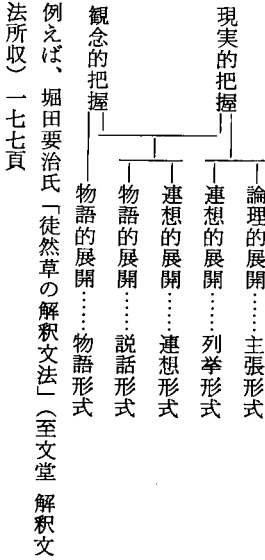 現実的把握
観念的把握
論理的展開………主張形式
連想的展開………列挙形式
連想的展開………連想形式
物語的展開………説話形式
物語的展開………物語形式
例えば、堀田要治氏「徒然草の解釈文法」（至文堂 解釈文
法所収）一七七頁